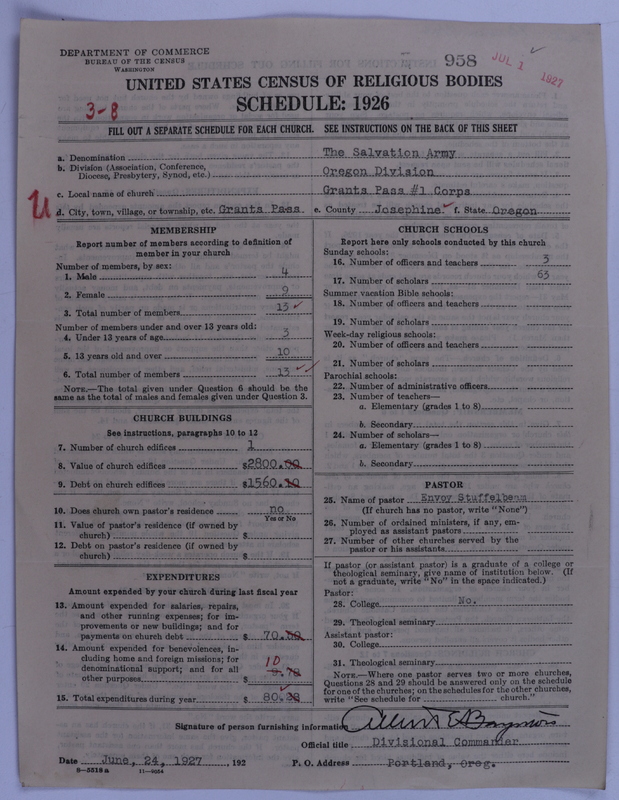 DEPARTMENT OF COMMERCE
BUREAU OF THE CENSUS
WASHINGTON
958
JUL 1 1927
UNITED STATES CENSUS OF RELIGIOUS BODIES
SCHEDULE: 1926
3-8
FILL OUT A SEPARATE SCHEDULE FOR EACH CHURCH. SEE INSTRUCTIONS ON THE BACK OF THIS SHEET
a. Denomination The Salvation Army
b. Division (Association, Conference, Diocese, Presbytery, Synod, etc.) Oregon Division
c. Local name of church Grants Pass #1 Corps
U
d. City, town, village, or township, etc. Grants Pass e. County Josephine f. State Oregon
MEMBERSHIP
Report number of members according to definition of
member in your church
Number of members, by sex:
1. Male 4
2. Female 9
3. Total number of members 13
Number of members under and over 13 years old:
4. Under 13 years of age 3
5. 13 years old and over 10
6. Total number of members 13
NOTE.—The total given under Question 6 should be the
same as the total of males and females given under Question 3.
CHURCH BUILDINGS
See instructions, paragraphs 10 to 12
7. Number of church edifices 1
8. Value of church edifices $2800.00
9. Debt on church edifices $1560.10
10. Does church own pastor's residence no
Yes or No
11. Value of pastor's residence (if owned by
church) $
12. Debt on pastor's residence (if owned by
church) $
EXPENDITURES
Amount expended by your church during last fiscal year
13. Amount expended for salaries, repairs,
and other running expenses; for im-
provements or new buildings; and for
payments on church debt $ 70.
14. Amount expended for benevolences, in-
cluding home and foreign missions; for
denominational support; and for all
other purposes $ 10
15. Total expenditures during year $ 80.
CHURCH SCHOOLS
Report here only schools conducted by this church
Sunday schools:
16. Number of officers and teachers 3
17. Number of scholars 63
Summer vacation Bible schools:
18. Number of officers and teachers
19. Number of scholars
Week-day religious schools:
20. Number of officers and teachers
21. Number of scholars
Parochial schools:
22. Number of administrative officers
23. Number of teachers—
a. Elementary (grades 1 to 8)
b. Secondary
24. Number of scholars—
a. Elementary (grades 1 to 8)
b. Secondary
PASTOR
25. Name of pastor Envoy Stuffelbeam
(If church has no pastor, write "None")
26. Number of ordained ministers, if any, em-
ployed as assistant pastors
27. Number of other churches served by the
pastor or his assistants
If pastor (or assistant pastor) is a graduate of a college or
theological seminary, give name of institution below. (If
not a graduate, write "No" in the space indicated.)
Pastor:
28. College No.
29. Theological seminary
Assistant pastor:
30. College
31. Theological seminary
NOTE.—Where one pastor serves two or more churches,
Questions 28 and 29 should be answered only on the schedule
for one of the churches; on the schedules for the other churches,
write "See schedule for church."
Signature of person furnishing information
Official title Divisional Commander
Date June, 24, 1927 , 192 P. O. Address Portland, Oreg.
8-5518a 11-9054